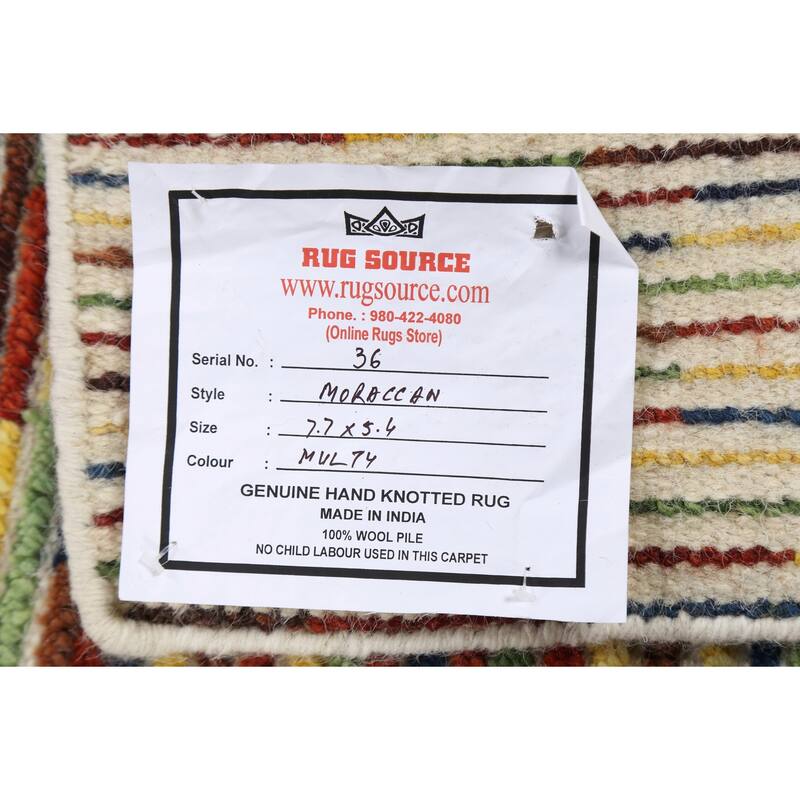 RUG SOURCE
www.rugsource.com
Phone. : 980-422-4080
(Online Rugs Store)
Serial No. : 36
Style : MORACCAN
Size : 7.7 x 5.4
Colour : MULTY
GENUINE HAND KNOTTED RUG
MADE IN INDIA
100% WOOL PILE
NO CHILD LABOUR USED IN THIS CARPET